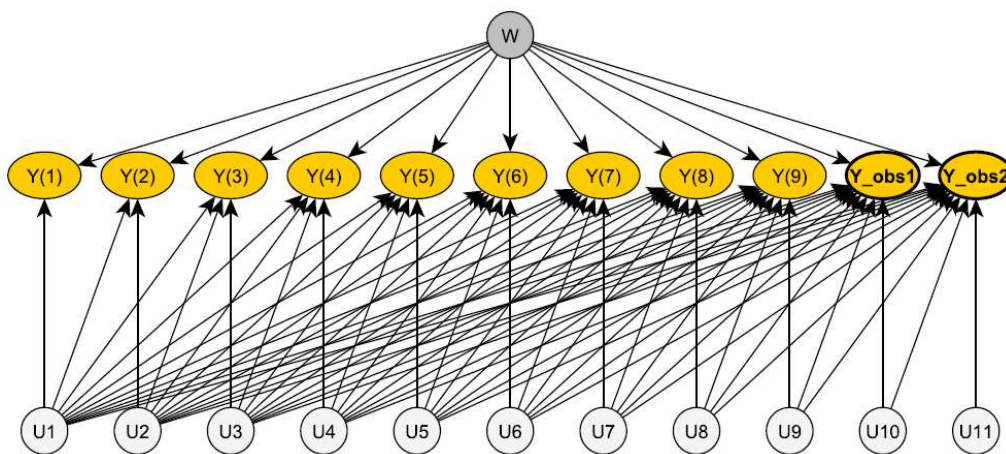 W
Y(1) Y(2) Y(3) Y(4) Y(5) Y(6) Y(7) Y(8) Y(9) Y_obs1 Y_obs2
U1 U2 U3 U4 U5 U6 U7 U8 U9 U10 U11